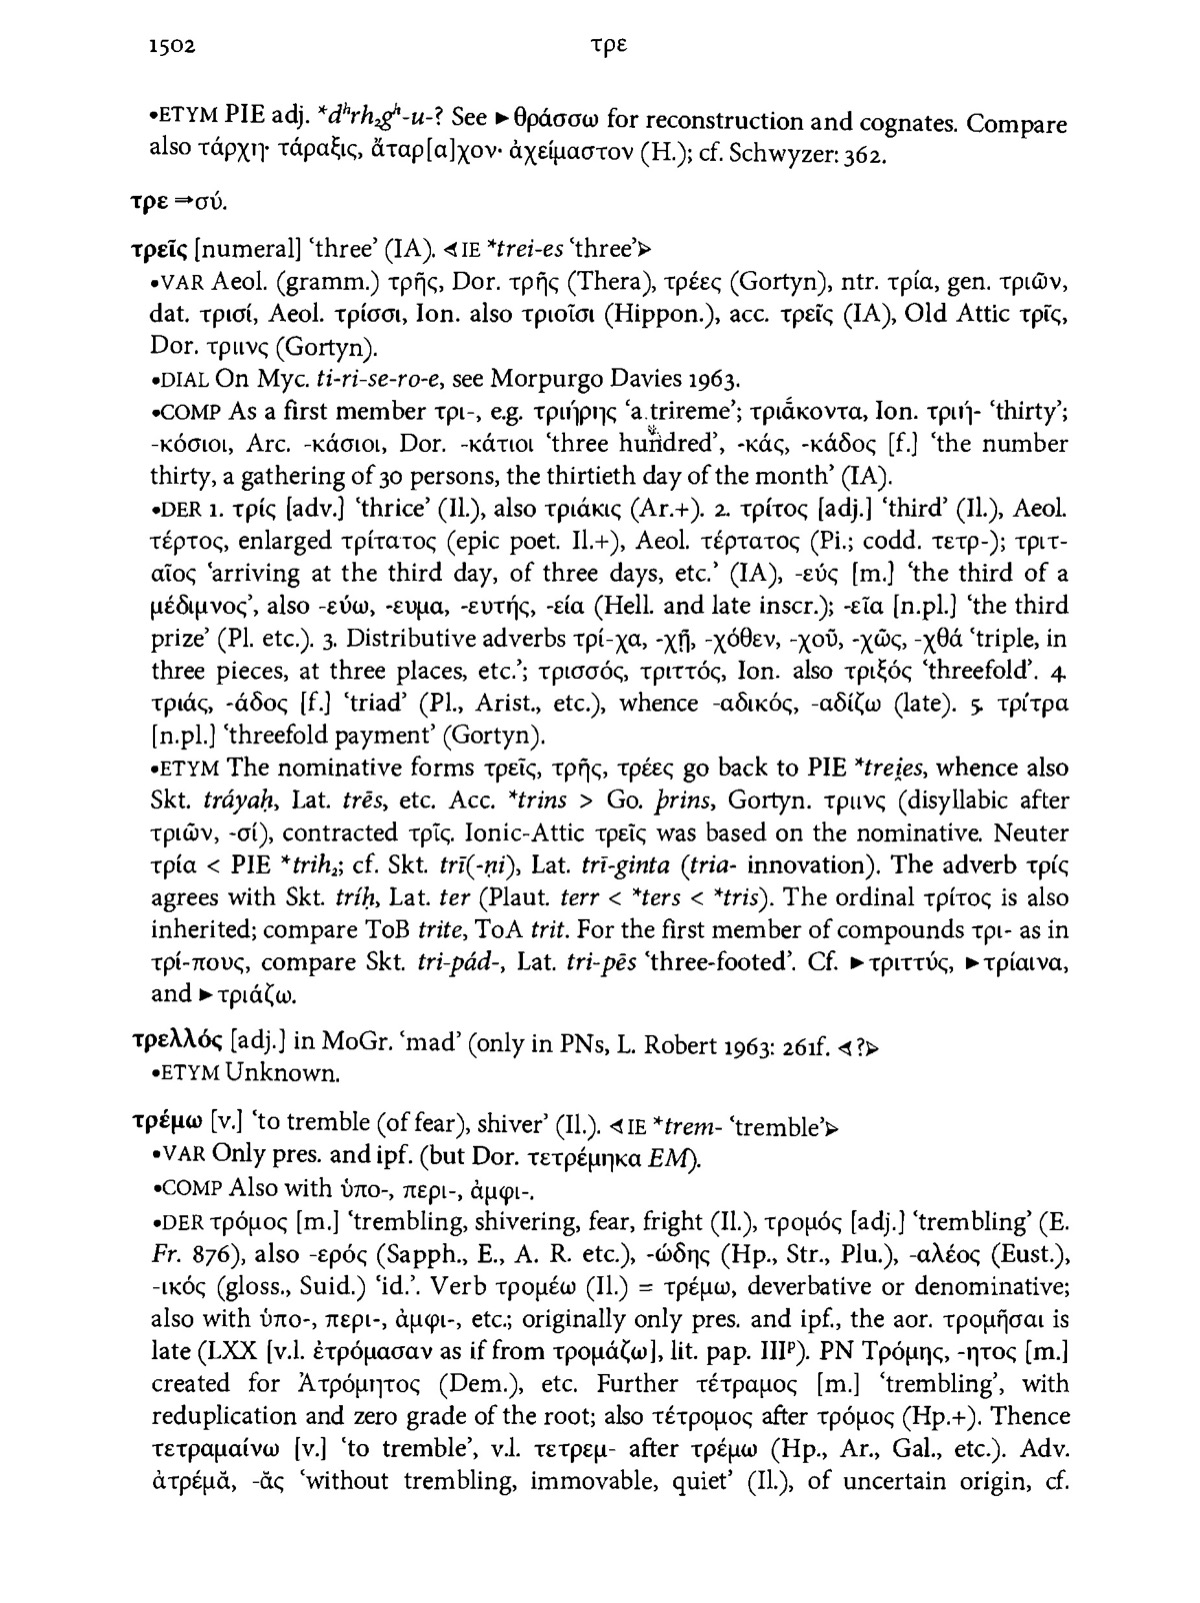 1502
τρε
•ETYM PIE adj. *dʰrh₂gʰ-u-? See ►θράσσω for reconstruction and cognates. Compare
also τάρχη· τάραξις, ἄταρ[α]χον· ἀχείμαστον (H.); cf. Schwyzer: 362.
τρε ⇒σύ.
τρεῖς [numeral] ‘three’ (IA). ⊲IE *trei-es ‘three’⊳
•VAR Aeol. (gramm.) τρῆς, Dor. τρῆς (Thera), τρέες (Gortyn), ntr. τρία, gen. τριῶν,
dat. τρισί, Aeol. τρίσσι, Ion. also τριοῖσι (Hippon.), acc. τρεῖς (IA), Old Attic τρῖς,
Dor. τριινς (Gortyn).
•DIAL On Myc. ti-ri-se-ro-e, see Morpurgo Davies 1963.
•COMP As a first member τρι-, e.g. τριήρης ‘a trireme’; τριᾱ́κοντα, Ion. τριή- ‘thirty’;
-κόσιοι, Arc. -κάσιοι, Dor. -κάτιοι ‘three hundred’, -κάς, -κάδος [f.] ‘the number
thirty, a gathering of 30 persons, the thirtieth day of the month’ (IA).
•DER 1. τρίς [adv.] ‘thrice’ (Il.), also τριάκις (Ar.+). 2. τρίτος [adj.] ‘third’ (Il.), Aeol.
τέρτος, enlarged τρίτατος (epic poet. Il.+), Aeol. τέρτατος (Pi.; codd. τετρ-); τριτ-
αῖος ‘arriving at the third day, of three days, etc.’ (IA), -εύς [m.] ‘the third of a
μέδιμνος’, also -εύω, -ευμα, -ευτής, -εία (Hell. and late inscr.); -εῖα [n.pl.] ‘the third
prize’ (Pl. etc.). 3. Distributive adverbs τρί-χα, -χῇ, -χόθεν, -χοῦ, -χῶς, -χθά ‘triple, in
three pieces, at three places, etc.’; τρισσός, τριττός, Ion. also τριξός ‘threefold’. 4.
τριάς, -άδος [f.] ‘triad’ (Pl., Arist., etc.), whence -αδικός, -αδίζω (late). 5. τρίτρα
[n.pl.] ‘threefold payment’ (Gortyn).
•ETYM The nominative forms τρεῖς, τρῆς, τρέες go back to PIE *trei̯es, whence also
Skt. tráyaḥ, Lat. trēs, etc. Acc. *trins > Go. þrins, Gortyn. τριινς (disyllabic after
τριῶν, -σί), contracted τρῖς. Ionic-Attic τρεῖς was based on the nominative. Neuter
τρία < PIE *trih₂; cf. Skt. trī(-ṇi), Lat. trī-ginta (tria- innovation). The adverb τρίς
agrees with Skt. tríḥ, Lat. ter (Plaut. terr < *ters < *tris). The ordinal τρίτος is also
inherited; compare ToB trite, ToA trit. For the first member of compounds τρι- as in
τρί-πους, compare Skt. tri-pád-, Lat. tri-pēs ‘three-footed’. Cf. ►τριττύς, ►τρίαινα,
and ►τριάζω.
τρελλός [adj.] in MoGr. ‘mad’ (only in PNs, L. Robert 1963: 261f. ⊲?⊳
•ETYM Unknown.
τρέμω [v.] ‘to tremble (of fear), shiver’ (Il.). ⊲IE *trem- ‘tremble’⊳
•VAR Only pres. and ipf. (but Dor. τετρέμηκα EM).
•COMP Also with ὑπο-, περι-, ἀμφι-.
•DER τρόμος [m.] ‘trembling, shivering, fear, fright (Il.), τρομός [adj.] ‘trembling’ (E.
Fr. 876), also -ερός (Sapph., E., A. R. etc.), -ώδης (Hp., Str., Plu.), -αλέος (Eust.),
-ικός (gloss., Suid.) ‘id.’. Verb τρομέω (Il.) = τρέμω, deverbative or denominative;
also with ὑπο-, περι-, ἀμφι-, etc.; originally only pres. and ipf., the aor. τρομῆσαι is
late (LXX [v.l. ἐτρόμασαν as if from τρομάζω], lit. pap. IIIᵖ). PN Τρόμης, -ητος [m.]
created for Ἀτρόμητος (Dem.), etc. Further τέτραμος [m.] ‘trembling’, with
reduplication and zero grade of the root; also τέτρομος after τρόμος (Hp.+). Thence
τετραμαίνω [v.] ‘to tremble’, v.l. τετρεμ- after τρέμω (Hp., Ar., Gal., etc.). Adv.
ἀτρέμᾰ, -ᾰς ‘without trembling, immovable, quiet’ (Il.), of uncertain origin, cf.